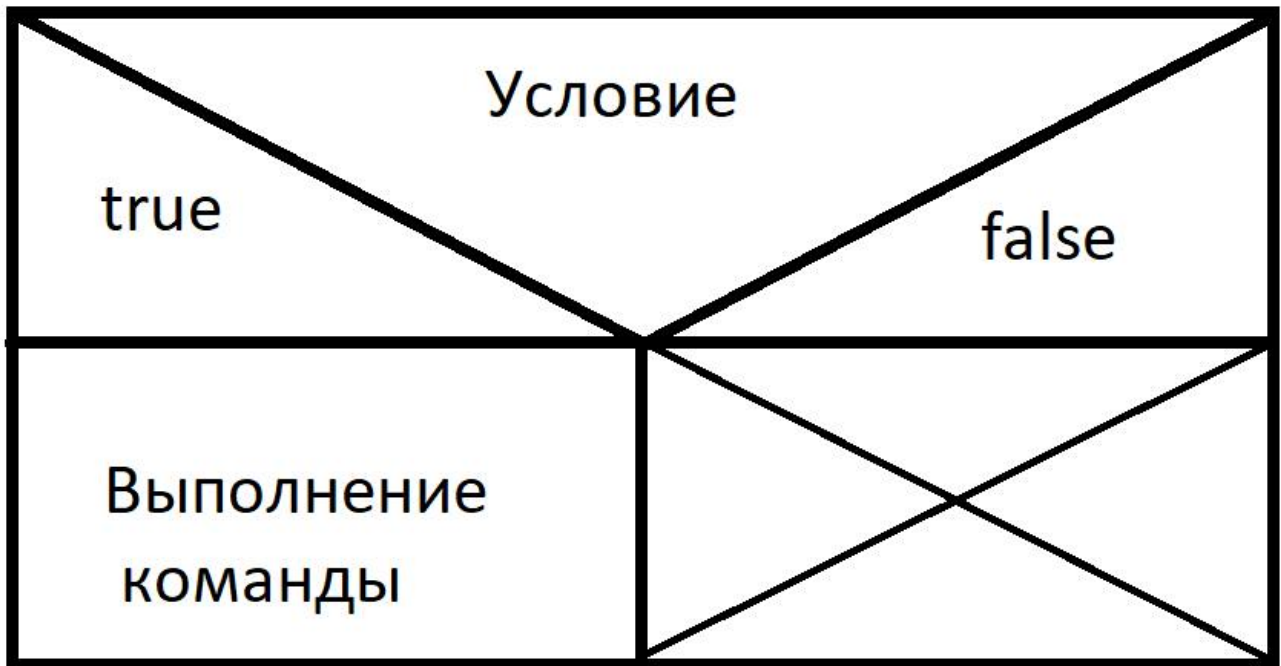 Условие
true
false
Выполнение
команды